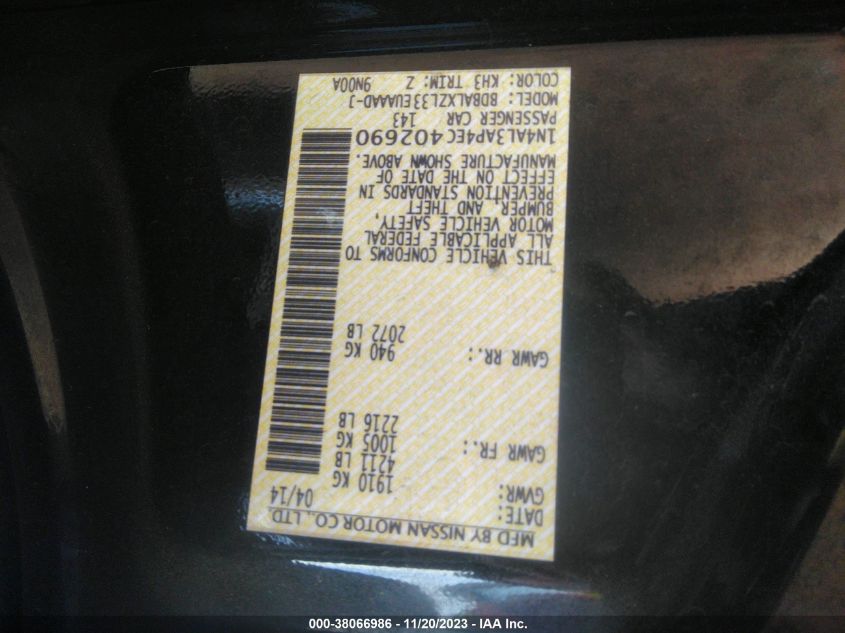 MFD BY NISSAN MOTOR CO., LTD.
DATE: 04/14
GVWR: 1910 KG
4211 LB
GAWR FR.: 1005 KG
2216 LB
GAWR RR.: 940 KG
2072 LB
THIS VEHICLE CONFORMS TO
ALL APPLICABLE FEDERAL
MOTOR VEHICLE SAFETY,
BUMPER, AND THEFT
PREVENTION STANDARDS IN
EFFECT ON THE DATE OF
MANUFACTURE SHOWN ABOVE.
1N4AL3AP4EC402690
PASSENGER CAR 143
MODEL: BDBALXZL33EUAAAD-J
COLOR: KH3 TRIM: Z 9N00A
000-38066986 - 11/20/2023 - IAA Inc.